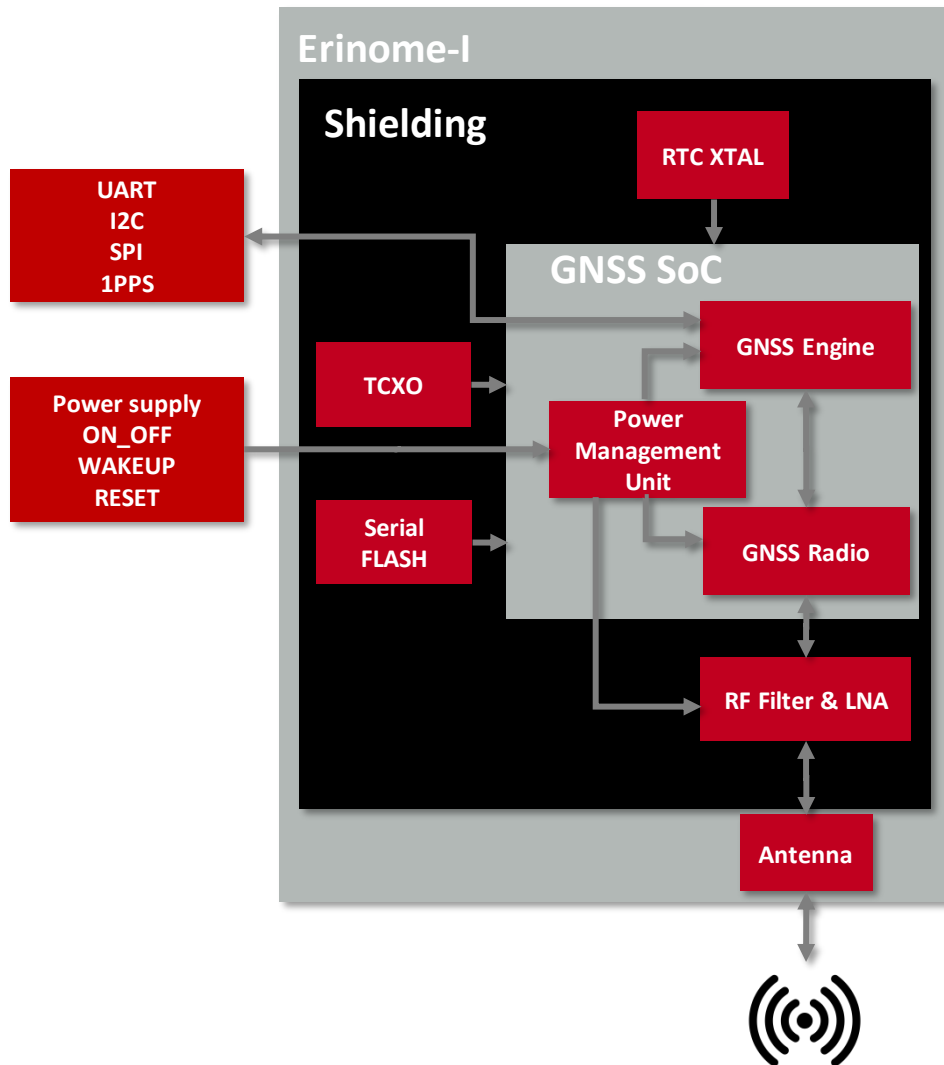 Erinome-I
Shielding
RTC XTAL
UART
I2C
SPI
1PPS
GNSS SoC
GNSS Engine
TCXO
Power supply
ON_OFF
WAKEUP
RESET
Power
Management
Unit
Serial
FLASH
GNSS Radio
RF Filter & LNA
Antenna